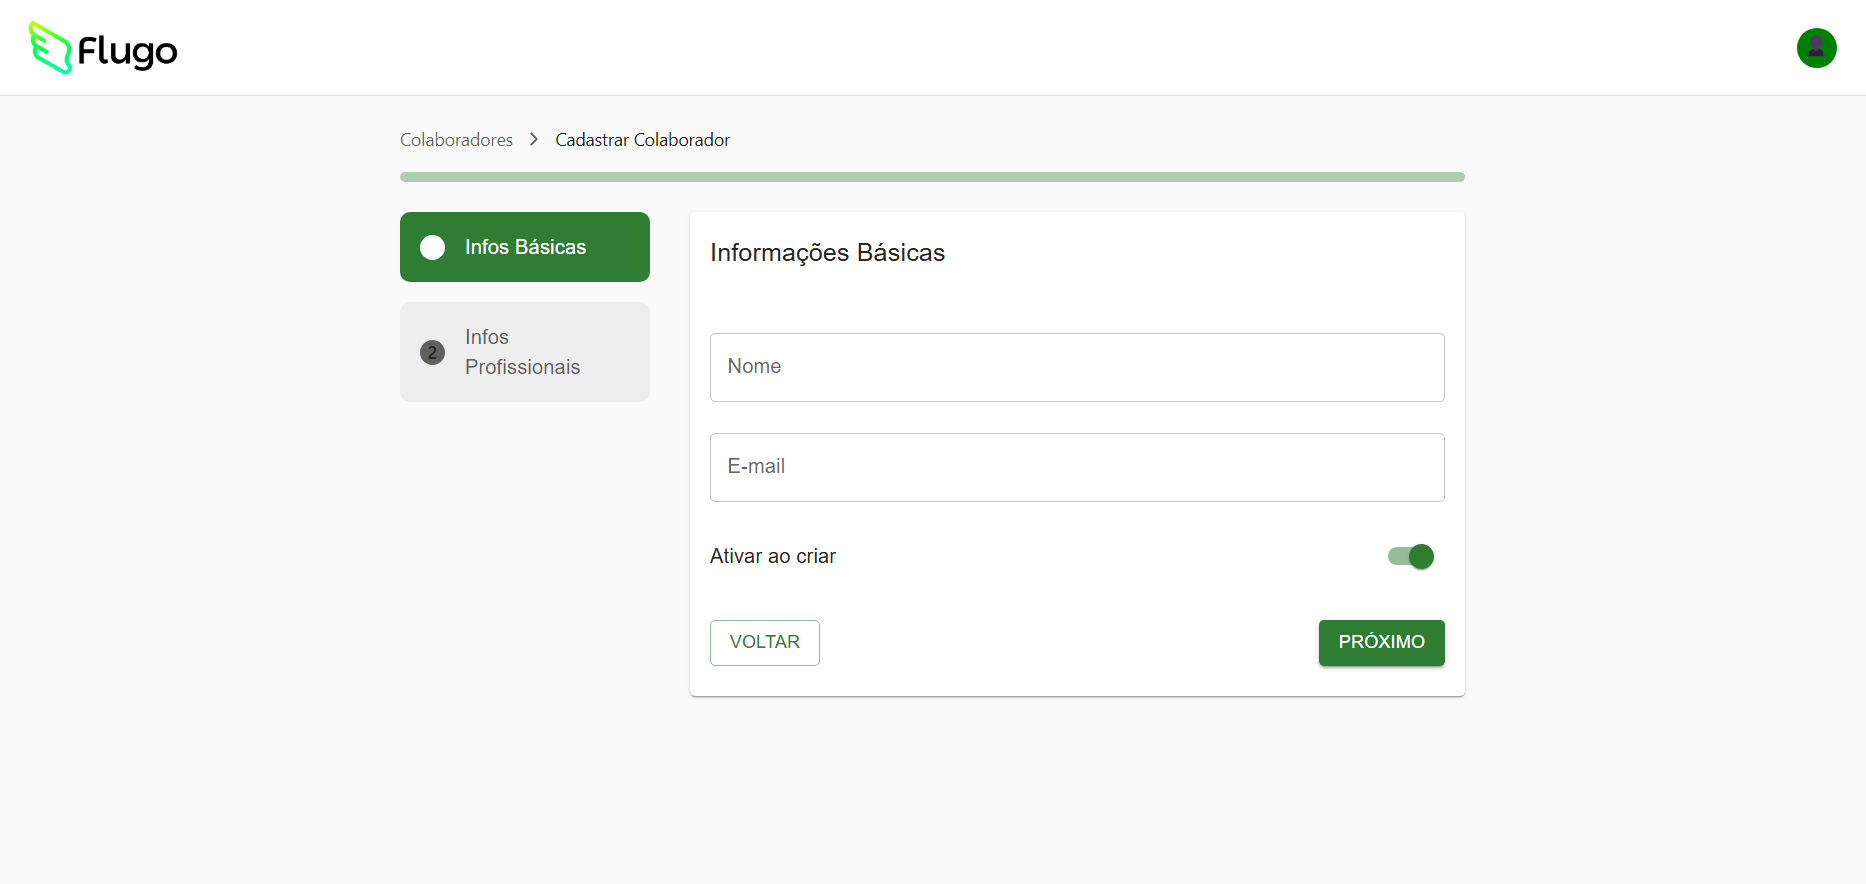 Flugo
Colaboradores > Cadastrar Colaborador
Infos Básicas
2 Infos
Profissionais
Informações Básicas
Nome
E-mail
Ativar ao criar
VOLTAR
PRÓXIMO